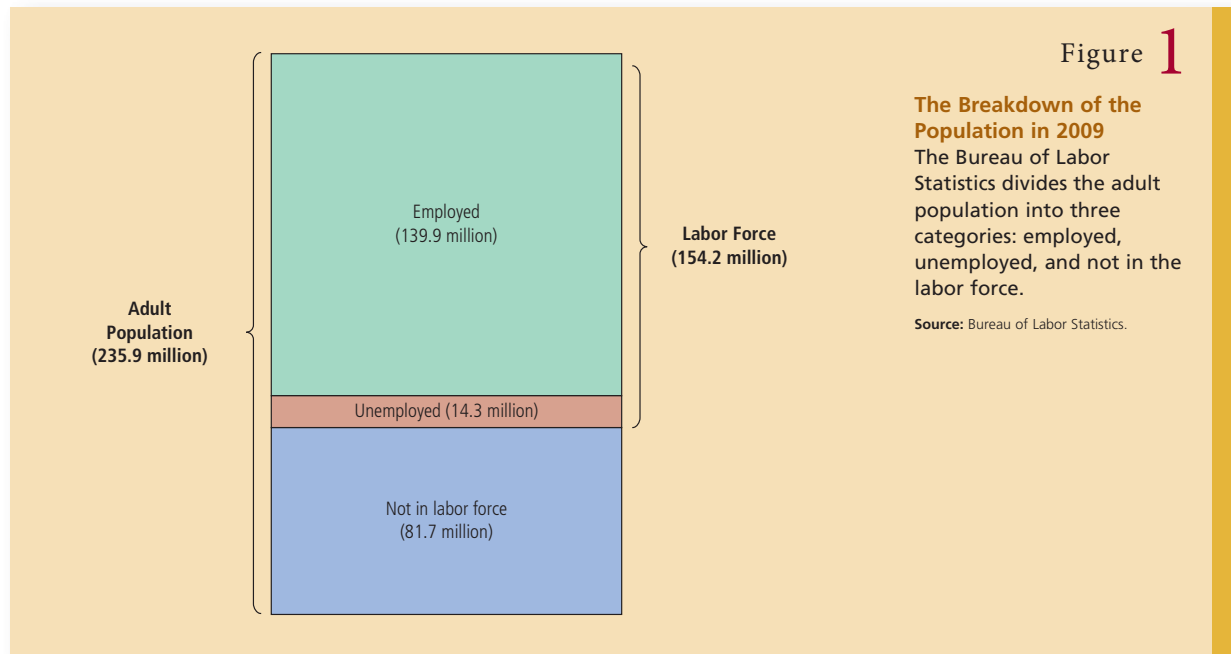 Figure 1
The Breakdown of the
Population in 2009
The Bureau of Labor
Statistics divides the adult
population into three
categories: employed,
unemployed, and not in the
labor force.
Source: Bureau of Labor Statistics.
Adult
Population
(235.9 million)
Employed
(139.9 million)
Unemployed (14.3 million)
Not in labor force
(81.7 million)
Labor Force
(154.2 million)